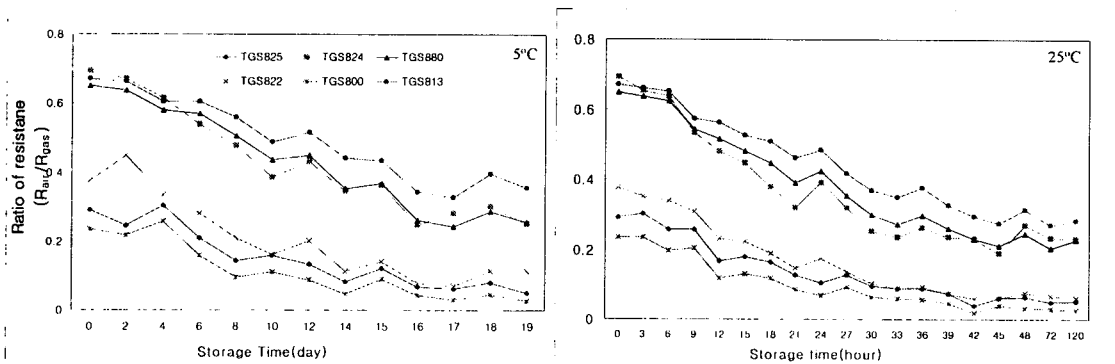 0.8
0.6
0.4
0.2
0
Ratio of resistane
(Rair/Rgas)
5°C
TGS825 TGS824 TGS880
TGS822 TGS800 TGS813
0 2 4 6 8 10 12 14 15 16 17 18 19
Storage Time(day)
0.8
0.6
0.4
0.2
0
25°C
0 3 6 9 12 15 18 21 24 27 30 33 36 39 42 45 48 72 120
Storage time(hour)